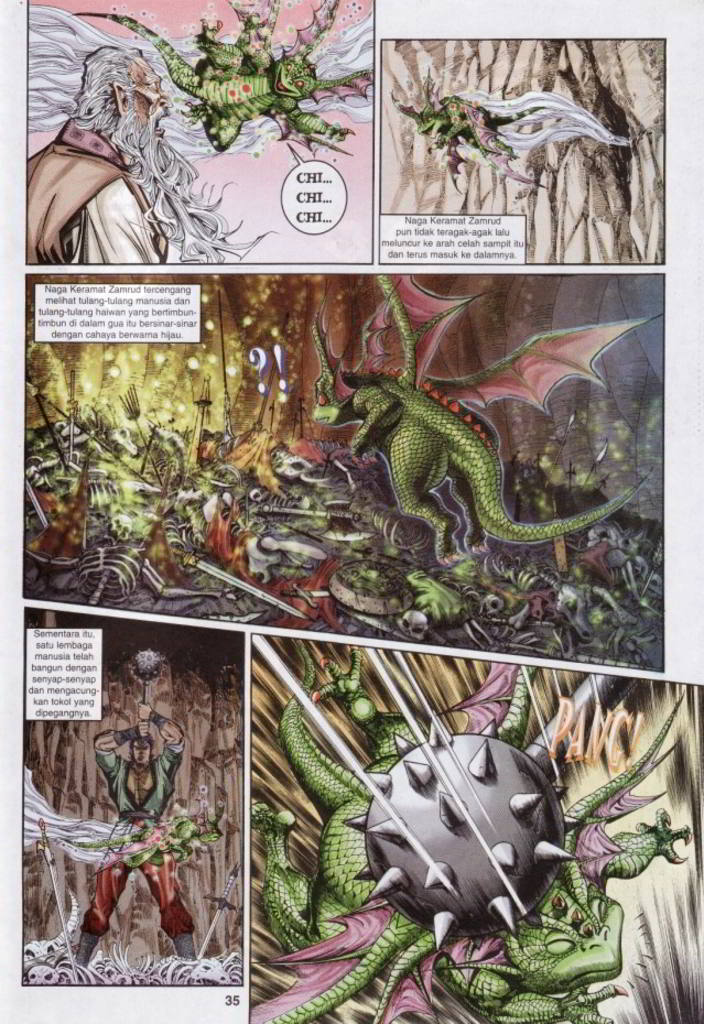 CHI...
CHI...
CHI...
Naga Keramat Zamrud
pun tidak teragak-agak lalu
meluncur ke arah celah sampit itu
dan terus masuk ke dalamnya.
Naga Keramat Zamrud tercengang
melihat tulang-tulang manusia dan
tulang-tulang haiwan yang bertimbun-
timbun di dalam gua itu bersinar-sinar
dengan cahaya berwarna hijau.
?!
Sementara itu,
satu lembaga
manusia telah
bangun dengan
senyap-senyap
dan mengacung-
kan tokol yang
dipegangnya.
PANG!
35